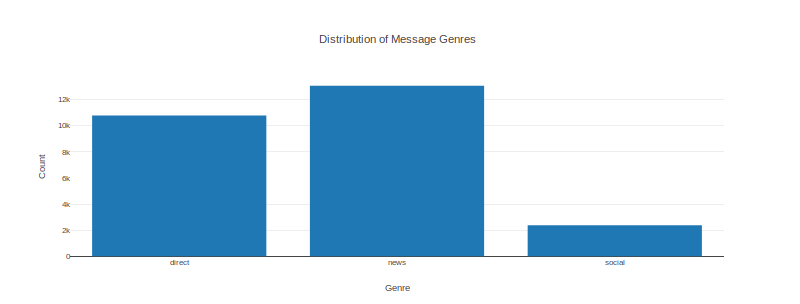 Distribution of Message Genres
12k
10k
8k
6k
4k
2k
0
Count
direct
news
social
Genre